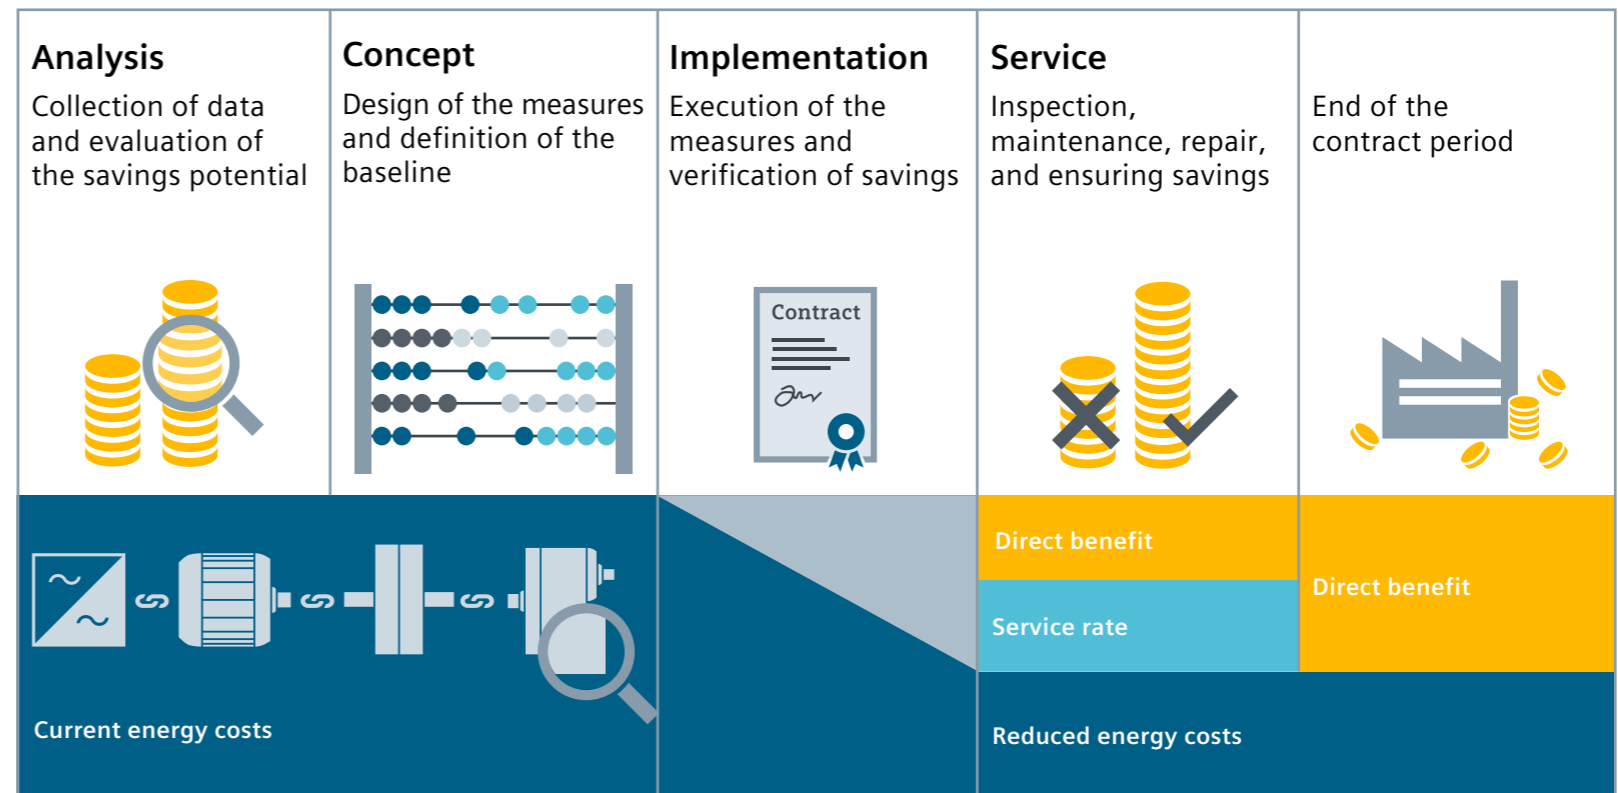 Analysis
Collection of data
and evaluation of
the savings potential
Concept
Design of the measures
and definition of the
baseline
Implementation
Execution of the
measures and
verification of savings
Service
Inspection,
maintenance, repair,
and ensuring savings
End of the
contract period
Contract
Current energy costs
Direct benefit
Service rate
Direct benefit
Reduced energy costs